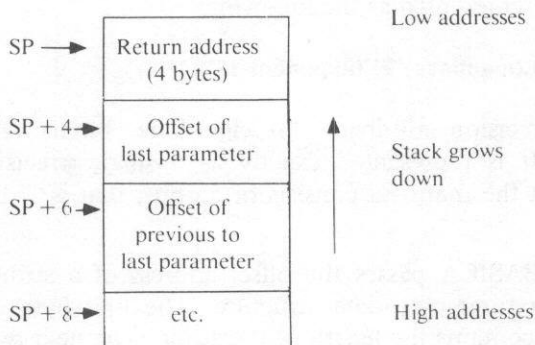 Low addresses
SP
Return address
(4 bytes)
SP + 4
Offset of
last parameter
Stack grows
dow
SP + 6
Offset of
previous to
last parameter
SP + 8
etc.
High addresses